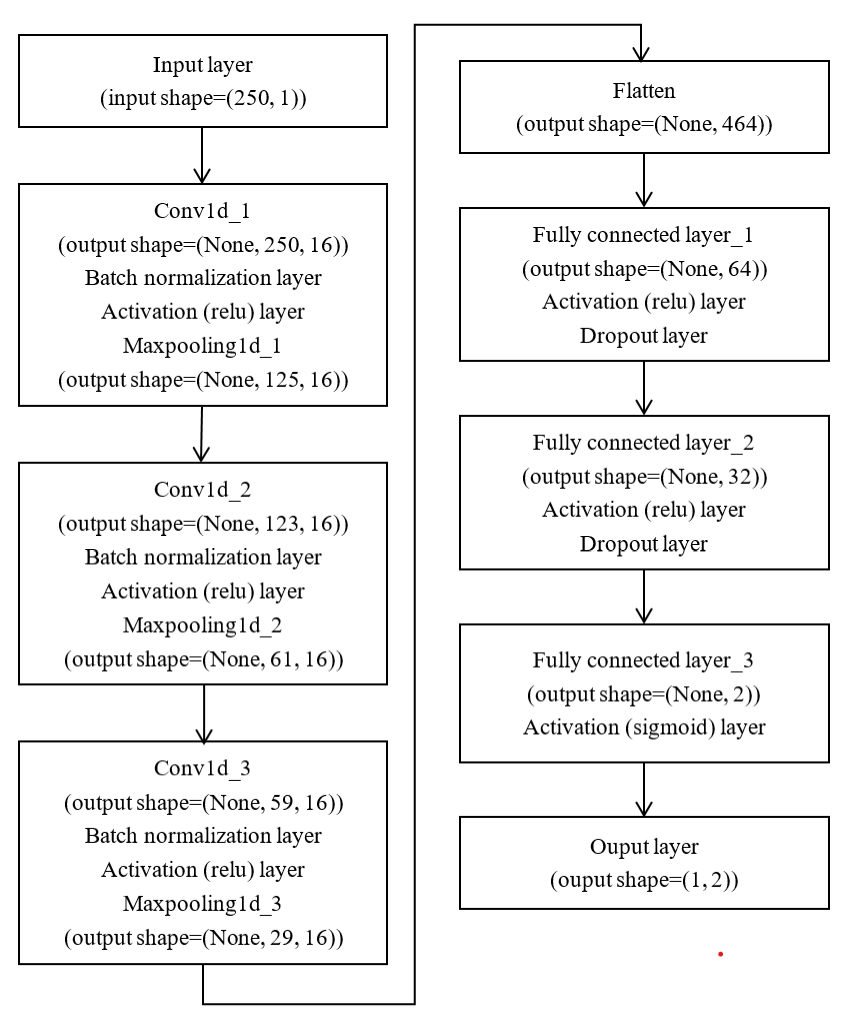 Input layer
(input shape=(250, 1))
Conv1d_1
(output shape=(None, 250, 16))
Batch normalization layer
Activation (relu) layer
Maxpooling1d_1
(output shape=(None, 125, 16))
Conv1d_2
(output shape=(None, 123, 16))
Batch normalization layer
Activation (relu) layer
Maxpooling1d_2
(output shape=(None, 61, 16))
Conv1d_3
(output shape=(None, 59, 16))
Batch normalization layer
Activation (relu) layer
Maxpooling1d_3
(output shape=(None, 29, 16))
Flatten
(output shape=(None, 464))
Fully connected layer_1
(output shape=(None, 64))
Activation (relu) layer
Dropout layer
Fully connected layer_2
(output shape=(None, 32))
Activation (relu) layer
Dropout layer
Fully connected layer_3
(output shape=(None, 2))
Activation (sigmoid) layer
Ouput layer
(ouput shape=(1, 2))